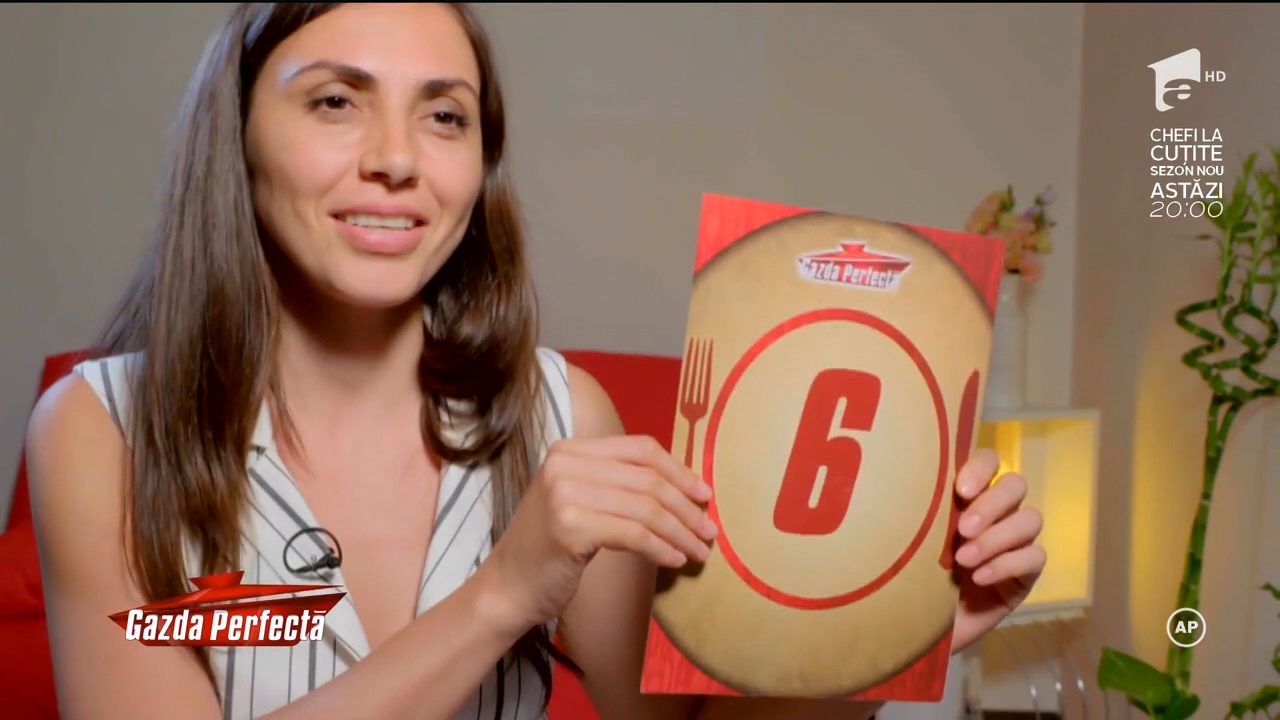 HD
CHEFI LA
CUȚITE
SEZON NOU
ASTĂZI
20:00
Gazda Perfectă
6
Gazda Perfectă
AP